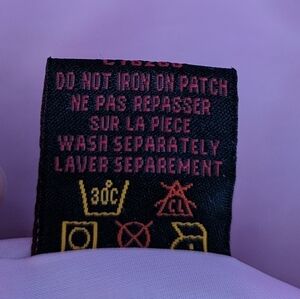 DO NOT IRON ON PATCH
NE PAS REPASSER
SUR LA PIECE
WASH SEPARATELY
LAVER SEPAREMENT.
30C
CL